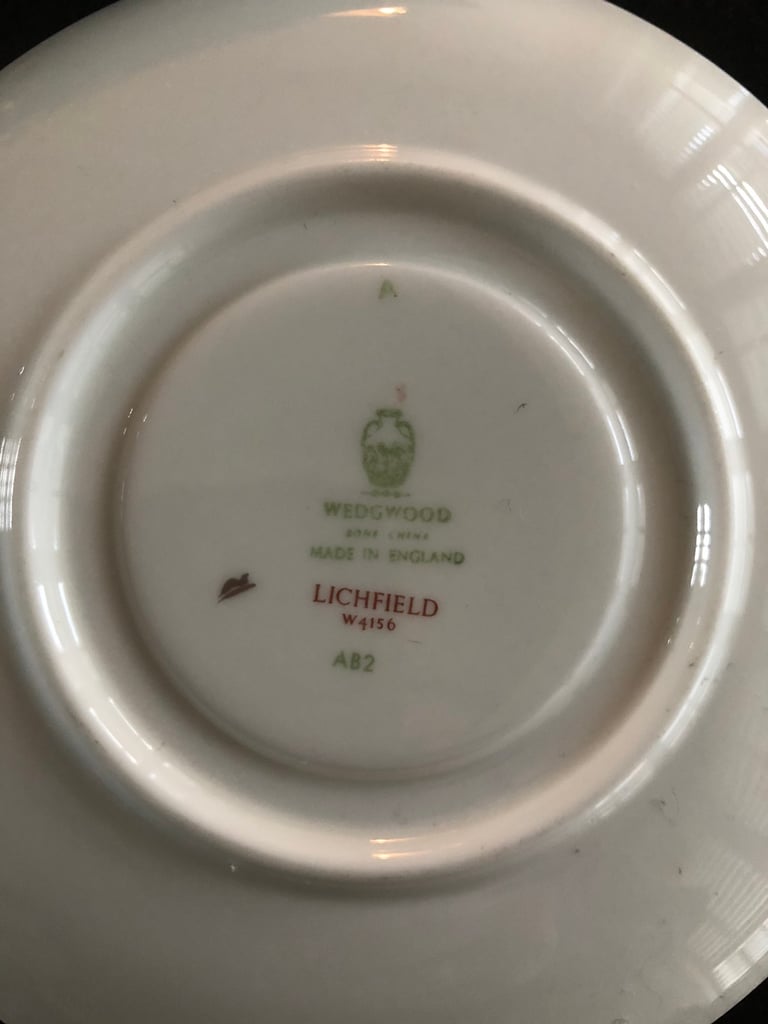 A
WEDGWOOD
BONE CHINA
MADE IN ENGLAND
LICHFIELD
W4156
AB2